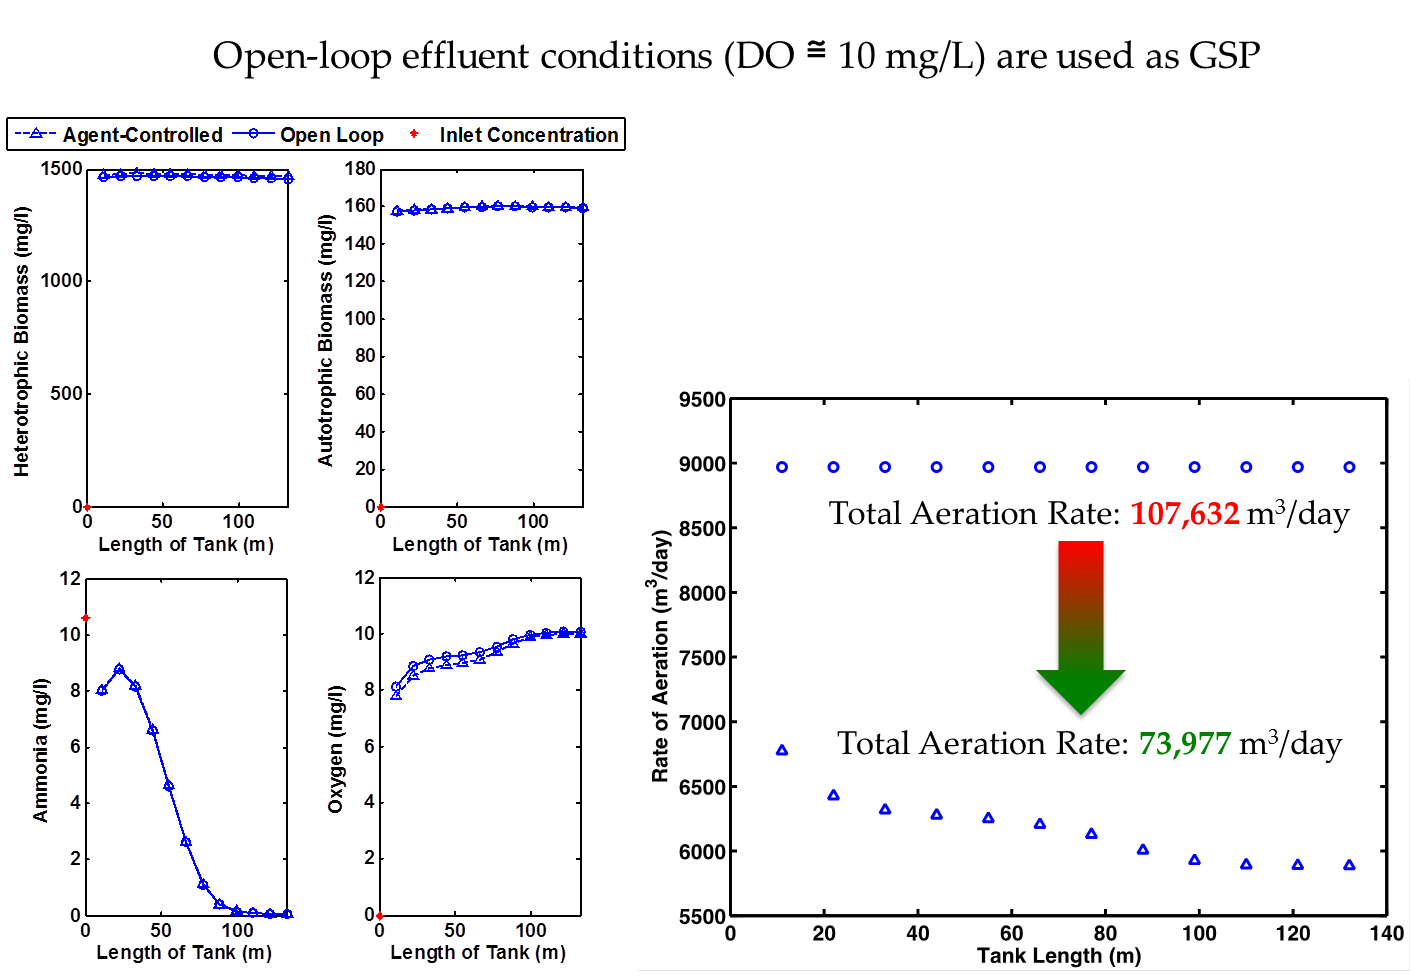 Open-loop effluent conditions (DO ≅ 10 mg/L) are used as GSP
Agent-Controlled Open Loop Inlet Concentration
1500
1000
500
0
0 50 100
Heterotrophic Biomass (mg/l)
Length of Tank (m)
180
160
140
120
100
80
60
40
20
0
0 50 100
Autotrophic Biomass (mg/l)
Length of Tank (m)
12
10
8
6
4
2
0
0 50 100
Ammonia (mg/l)
Length of Tank (m)
12
10
8
6
4
2
0
0 50 100
Oxygen (mg/l)
Length of Tank (m)
9500
9000
8500
8000
7500
7000
6500
6000
5500
0 20 40 60 80 100 120 140
Rate of Aeration (m³/day)
Tank Length (m)
Total Aeration Rate: 107,632 m³/day
Total Aeration Rate: 73,977 m³/day